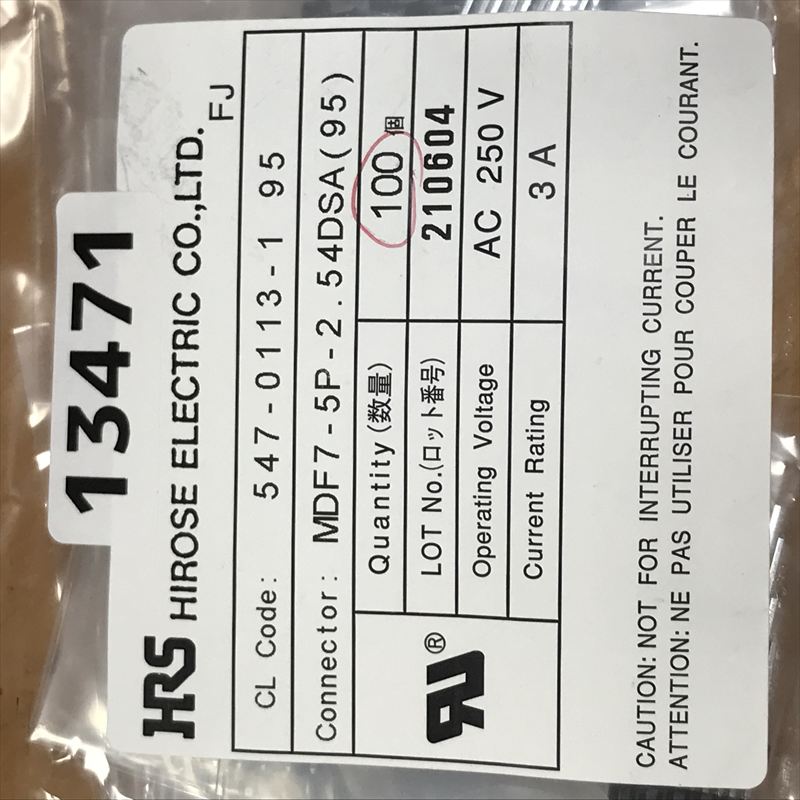 13471
HRS HIROSE ELECTRIC CO.,LTD.
FJ
CL Code: 547-0113-1 95
Connector: MDF7-5P-2.54DSA(95)
Quantity(数量) 100個
LOT No.(ロット番号) 210604
Operating Voltage AC 250 V
Current Rating 3 A
RU®
CAUTION: NOT FOR INTERRUPTING CURRENT.
ATTENTION: NE PAS UTILISER POUR COUPER LE COURANT.